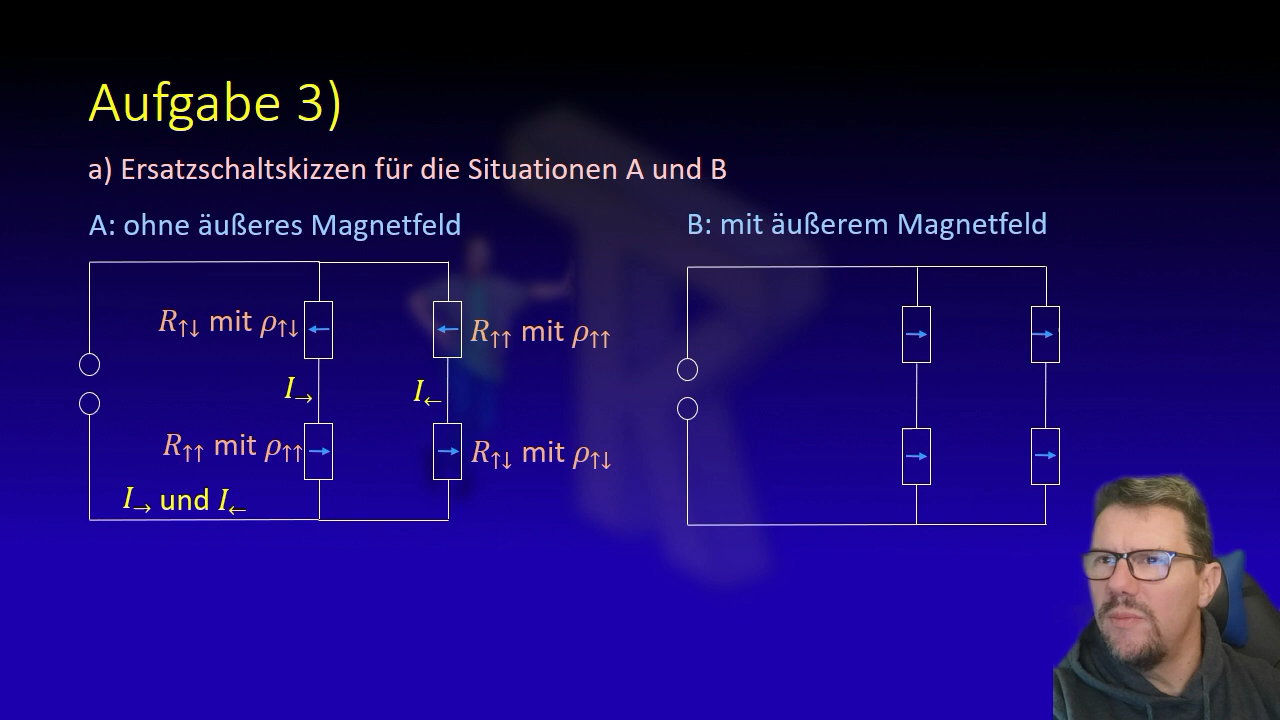 Aufgabe 3)
a) Ersatzschaltskizzen für die Situationen A und B
A: ohne äußeres Magnetfeld
B: mit äußerem Magnetfeld
R↑↓ mit ρ↑↓
R↑↑ mit ρ↑↑
I→
I←
R↑↑ mit ρ↑↑
R↑↓ mit ρ↑↓
I→ und I←